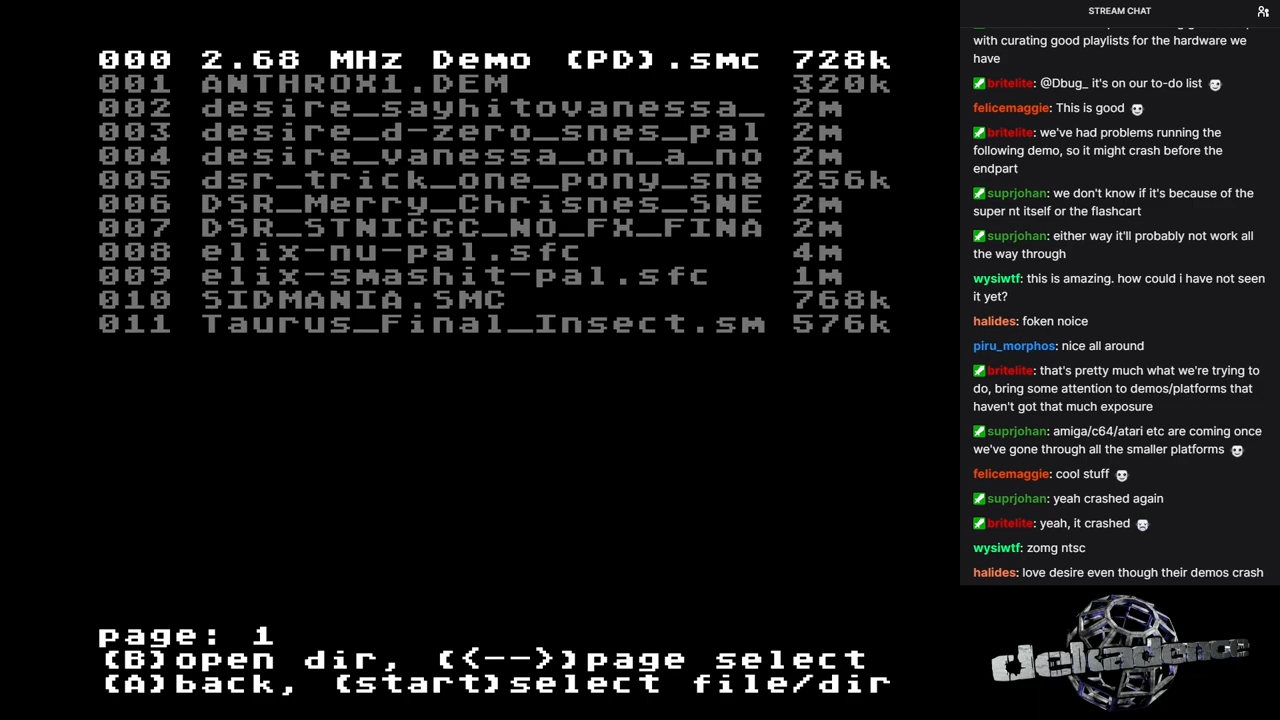 000 2.68 MHz Demo (PD).smc 728k
001 ANTHROX1.DEM 320k
002 desire_sayhitovanessa_ 2m
003 desire_d-zero_snes_pal 2m
004 desire_vanessa_on_a_no 2m
005 dsr_trick_one_pony_sne 256k
006 DSR_Merry_Chrisnes_SNE 2m
007 DSR_STNICCC_NO_FX_FINA 2m
008 elix-nu-pal.sfc 4m
009 elix-smashit-pal.sfc 1m
010 SIDMANIA.SMC 768k
011 Taurus_Final_Insect.sm 576k
page: 1
(B)open dir, (<-->)page select
(A)back, (start)select file/dir
STREAM CHAT
with curating good playlists for the hardware we
have
britelite: @Dbug_ it's on our to-do list
felicemaggie: This is good
britelite: we've had problems running the
following demo, so it might crash before the
endpart
suprjohan: we don't know if it's because of the
super nt itself or the flashcart
suprjohan: either way it'll probably not work all
the way through
wysiwtf: this is amazing. how could i have not seen
it yet?
halides: foken noice
piru_morphos: nice all around
britelite: that's pretty much what we're trying to
do, bring some attention to demos/platforms that
haven't got that much exposure
suprjohan: amiga/c64/atari etc are coming once
we've gone through all the smaller platforms
felicemaggie: cool stuff
suprjohan: yeah crashed again
britelite: yeah, it crashed
wysiwtf: zomg ntsc
halides: love desire even though their demos crash
dekadence